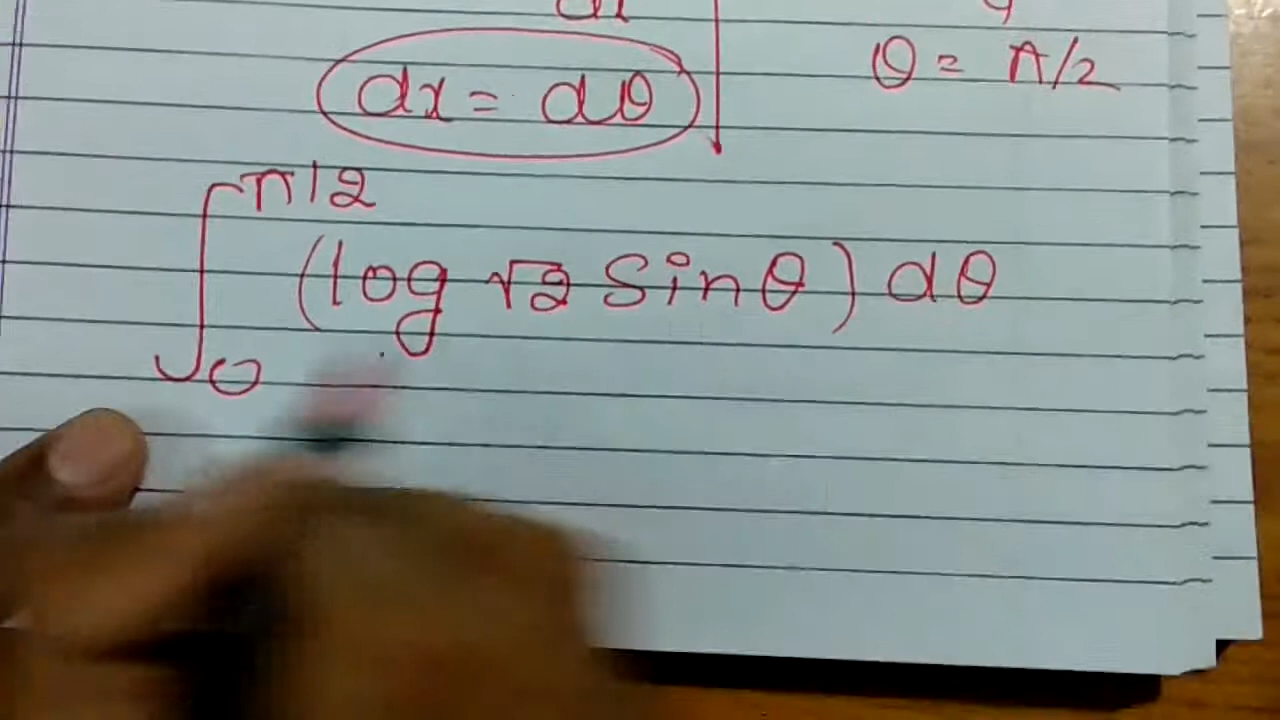 dx = dθ
θ = π/2
∫₀^π/2 (log √2 sinθ) dθ